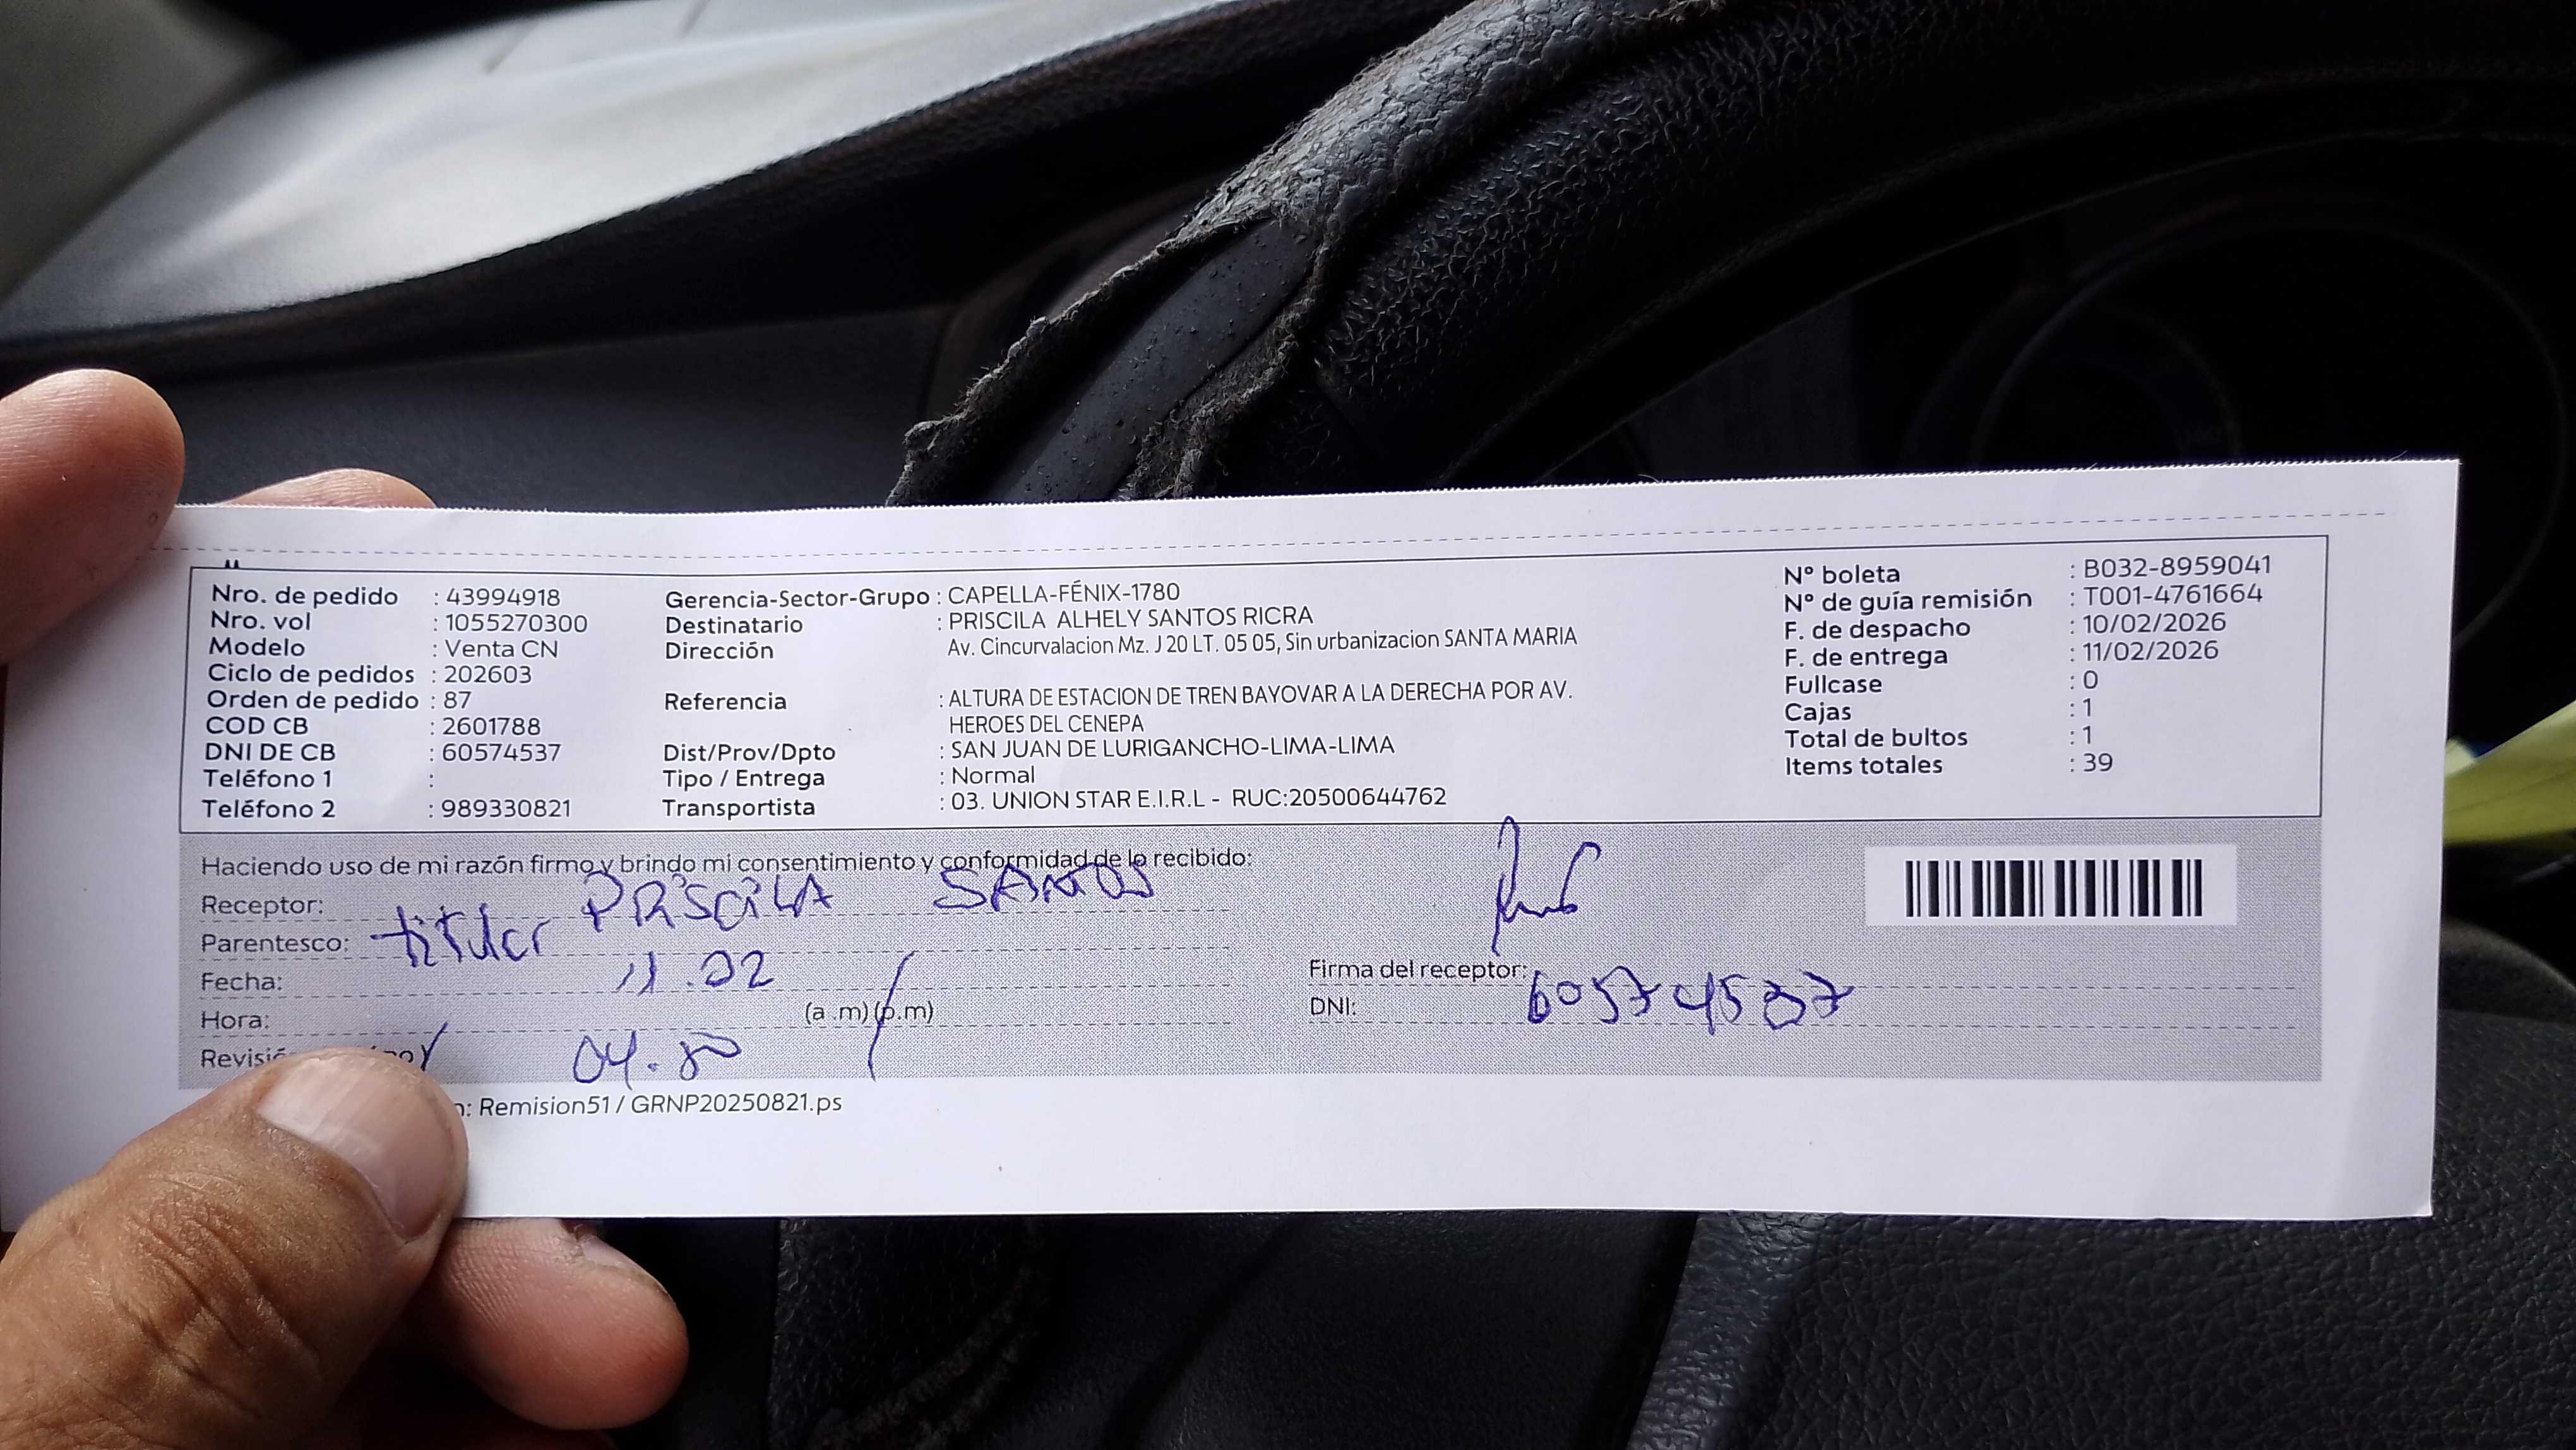 Nro. de pedido : 43994918
Nro. vol : 1055270300
Modelo : Venta CN
Ciclo de pedidos : 202603
Orden de pedido : 87
COD CB : 2601788
DNI DE CB : 60574537
Teléfono 1 :
Teléfono 2 : 989330821
Gerencia-Sector-Grupo : CAPELLA-FÉNIX-1780
Destinatario : PRISCILA ALHELY SANTOS RICRA
Dirección Av. Cincurvalacion Mz. J 20 LT. 05 05, Sin urbanizacion SANTA MARIA
Referencia : ALTURA DE ESTACION DE TREN BAYOVAR A LA DERECHA POR AV.
HEROES DEL CENEPA
Dist/Prov/Dpto : SAN JUAN DE LURIGANCHO-LIMA-LIMA
Tipo / Entrega : Normal
Transportista : 03. UNION STAR E.I.R.L - RUC:20500644762
N° boleta : B032-8959041
N° de guía remisión : T001-4761664
F. de despacho : 10/02/2026
F. de entrega : 11/02/2026
Fullcase : 0
Cajas : 1
Total de bultos : 1
Items totales : 39
Haciendo uso de mi razón firmo y brindo mi consentimiento y conformidad de lo recibido:
Receptor: PRISCILA SANTOS
Parentesco: titular
Fecha: 11.02
Hora: (a .m) (p.m)
04.
Firma del receptor:
DNI: 60574537
: Remision51 / GRNP20250821.ps